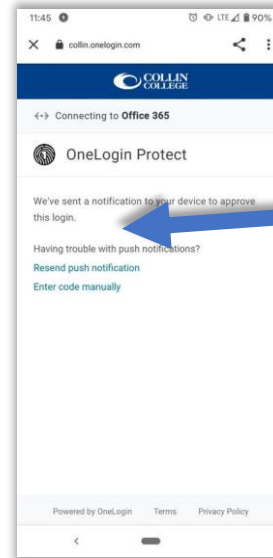 11:45 LTE 90%
collin.onelogin.com
COLLIN
COLLEGE
Connecting to Office 365
OneLogin Protect
We've sent a notification to your device to approve
this login.
Having trouble with push notifications?
Resend push notification
Enter code manually
Powered by OneLogin Terms Privacy Policy